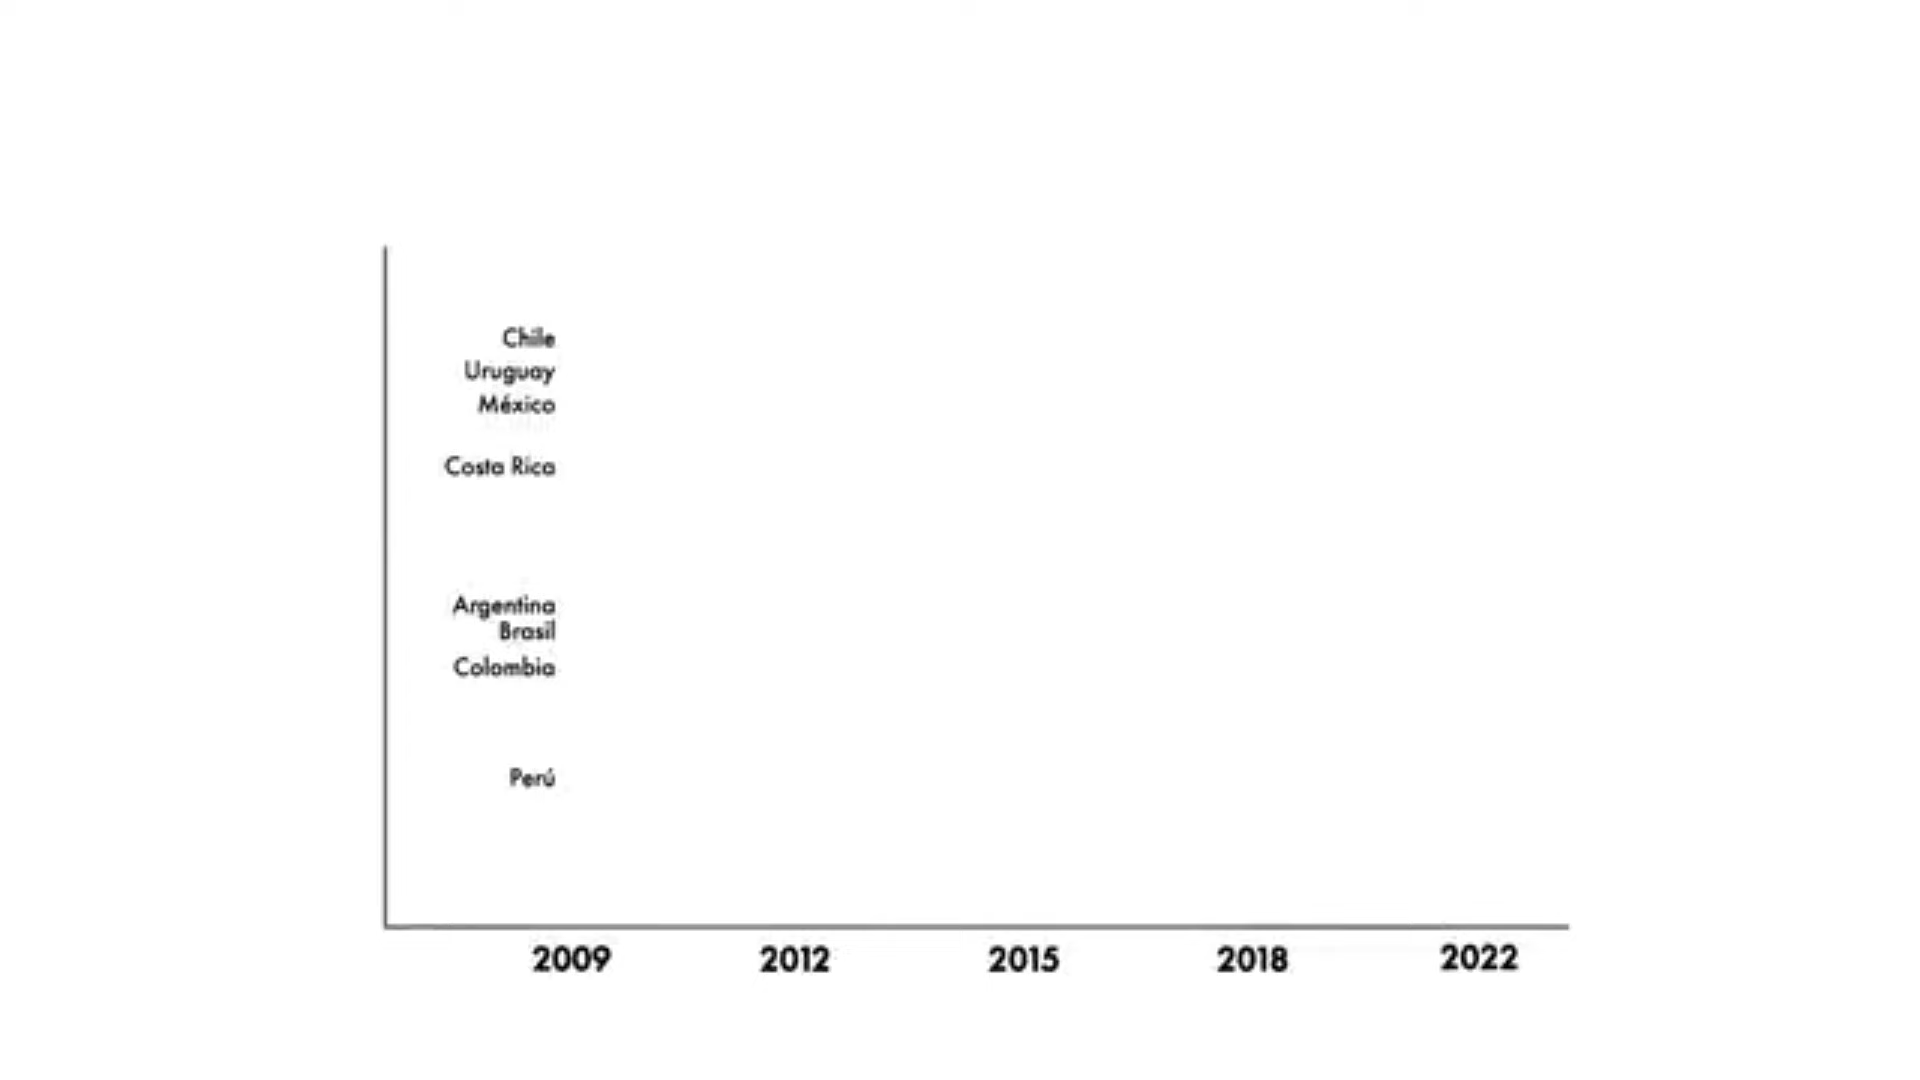 Chile
Uruguay
México
Costa Rica
Argentina
Brasil
Colombia
Perú
2009 2012 2015 2018 2022